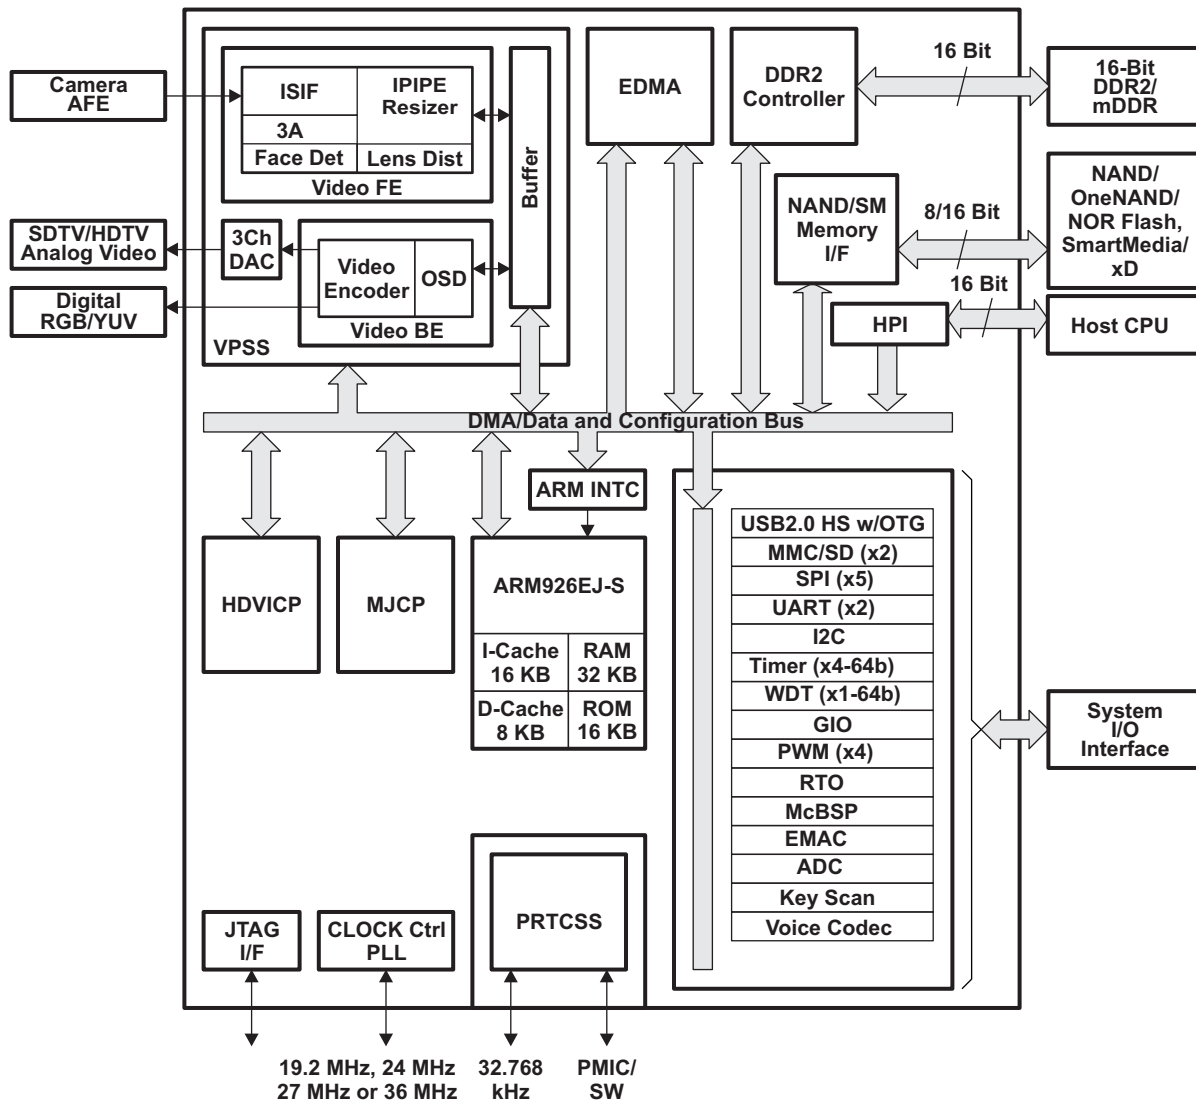 Camera
AFE
ISIF
IPIPE
Resizer
3A
Face Det
Lens Dist
Video FE
Buffer
SDTV/HDTV
Analog Video
3Ch
DAC
Video
Encoder
OSD
Digital
RGB/YUV
Video BE
VPSS
EDMA
DDR2
Controller
16 Bit
16-Bit
DDR2/
mDDR
NAND/SM
Memory
I/F
8/16 Bit
NAND/
OneNAND/
NOR Flash,
SmartMedia/
xD
16 Bit
HPI
Host CPU
DMA/Data and Configuration Bus
ARM INTC
HDVICP
MJCP
ARM926EJ-S
I-Cache
16 KB
RAM
32 KB
D-Cache
8 KB
ROM
16 KB
USB2.0 HS w/OTG
MMC/SD (x2)
SPI (x5)
UART (x2)
I2C
Timer (x4-64b)
WDT (x1-64b)
GIO
PWM (x4)
RTO
McBSP
EMAC
ADC
Key Scan
Voice Codec
System
I/O
Interface
JTAG
I/F
CLOCK Ctrl
PLL
PRTCSS
19.2 MHz, 24 MHz
27 MHz or 36 MHz
32.768
kHz
PMIC/
SW